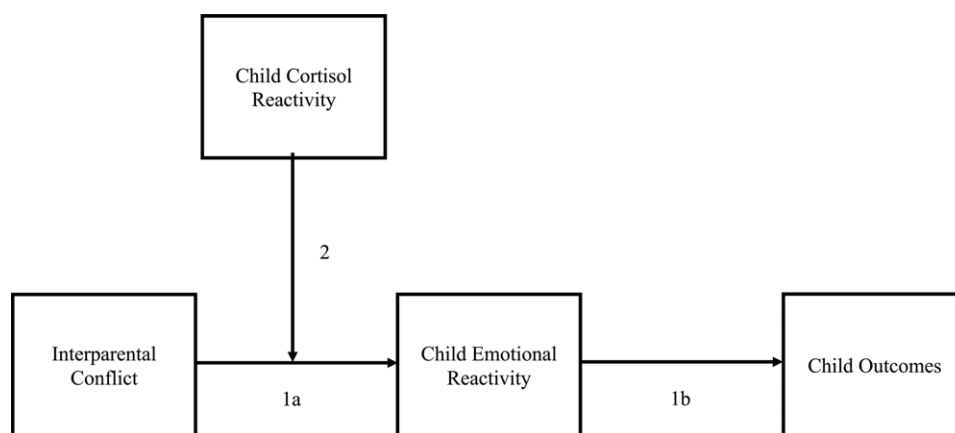 Child Cortisol
Reactivity
2
Interparental
Conflict
1a
Child Emotional
Reactivity
1b
Child Outcomes